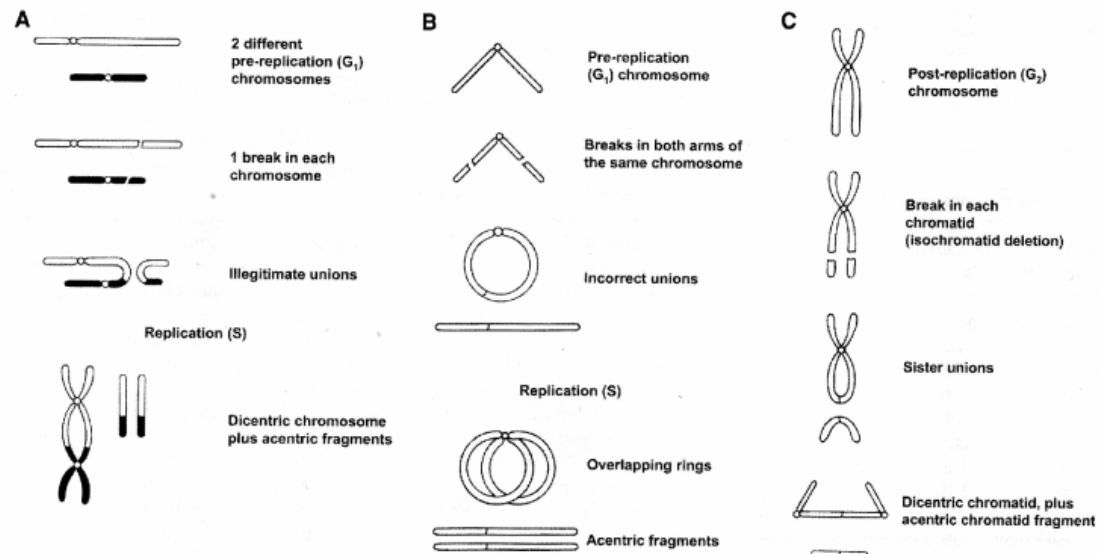 A
2 different
pre-replication (G₁)
chromosomes
1 break in each
chromosome
Illegitimate unions
Replication (S)
Dicentric chromosome
plus acentric fragments
B
Pre-replication
(G₁) chromosome
Breaks in both arms of
the same chromosome
Incorrect unions
Replication (S)
Overlapping rings
Acentric fragments
C
Post-replication (G₂)
chromosome
Break in each
chromatid
(isochromatid deletion)
Sister unions
Dicentric chromatid, plus
acentric chromatid fragment